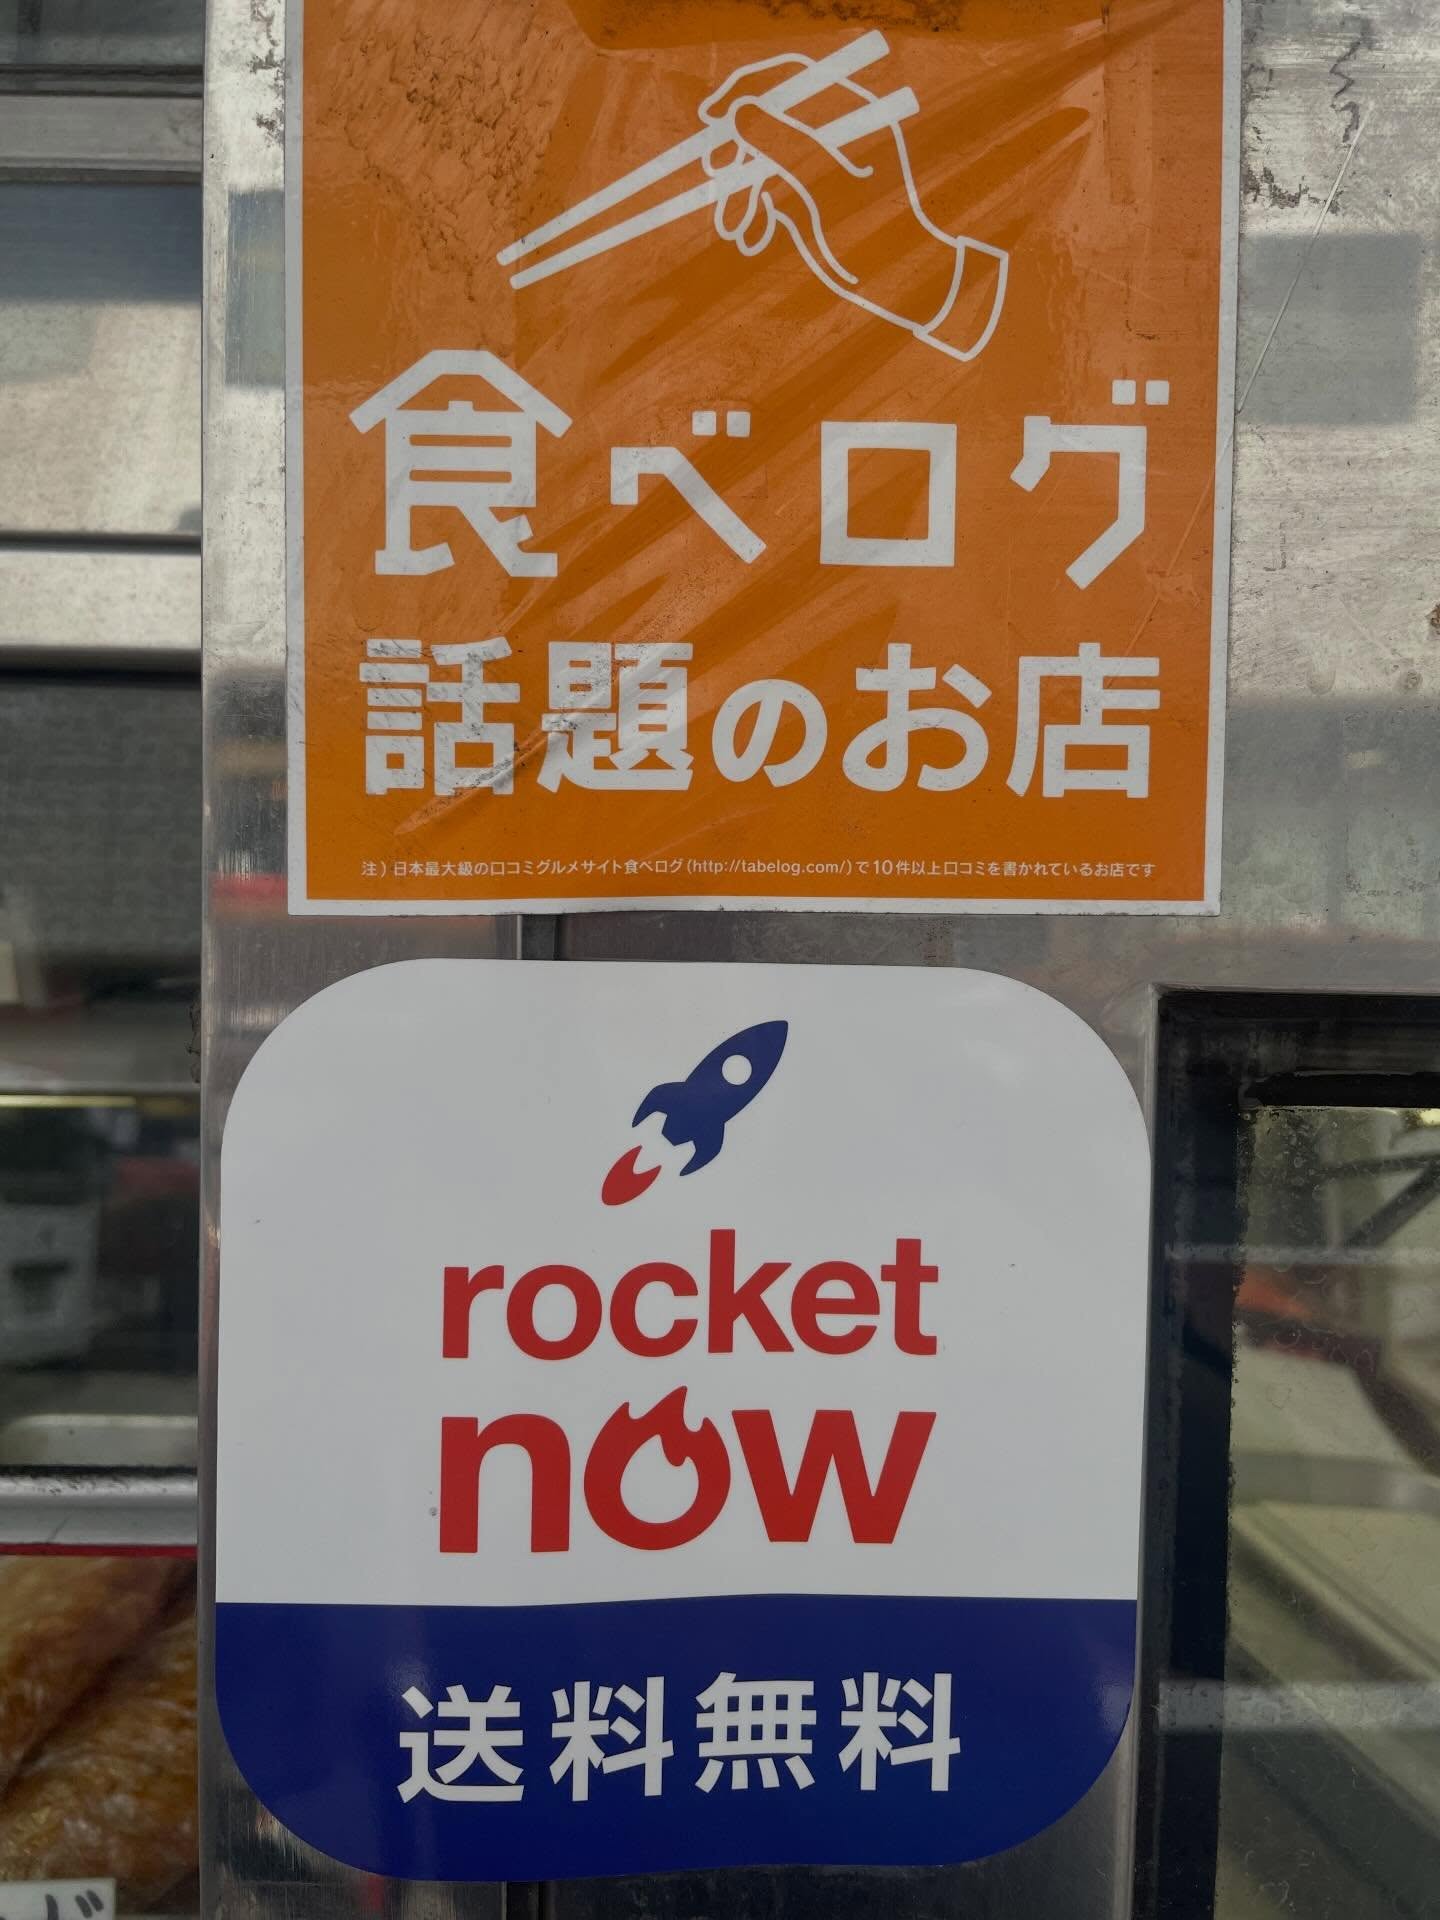 食べログ
話題のお店
注）日本最大級の口コミグルメサイト食べログ(http://tabelog.com/)で10件以上口コミを書かれているお店です
rocket
now
送料無料